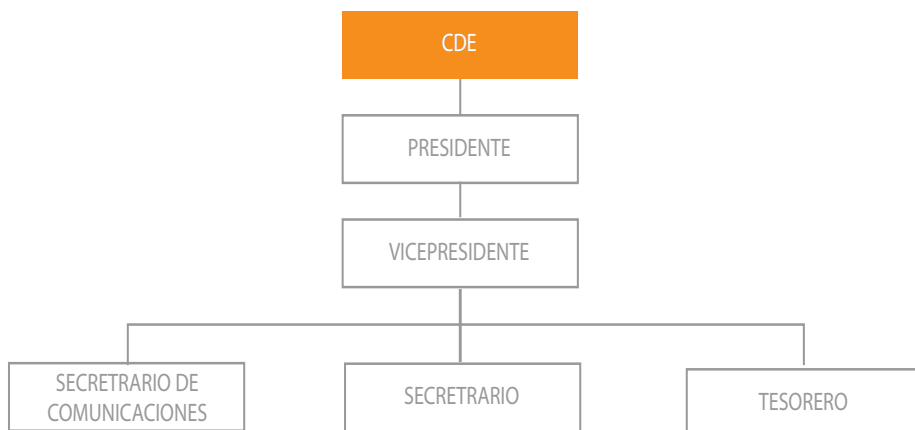 CDE
PRESIDENTE
VICEPRESIDENTE
SECRETRARIO DE
COMUNICACIONES
SECRETRARIO
TESORERO